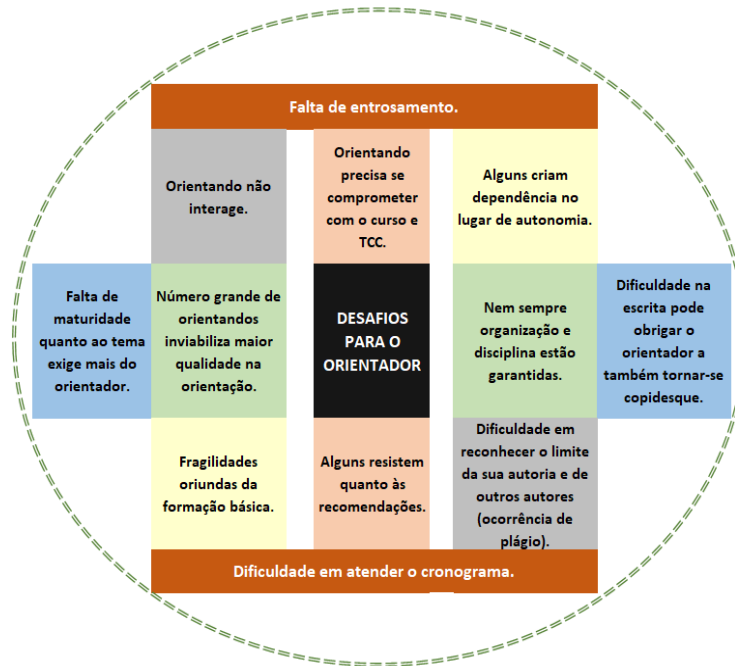 Falta de entrosamento.
Orientando não
interage.
Orientando
precisa se
comprometer
com o curso e
TCC.
Alguns criam
dependência no
lugar de autonomia.
Falta de
maturidade
quanto ao tema
exige mais do
orientador.
Número grande de
orientandos
inviabiliza maior
qualidade na
orientação.
DESAFIOS
PARA O
ORIENTADOR
Nem sempre
organização e
disciplina estão
garantidas.
Dificuldade na
escrita pode
obrigar o
orientador a
também tornar-se
copidesque.
Fragilidades
oriundas da
formação básica.
Alguns resistem
quanto às
recomendações.
Dificuldade em
reconhecer o limite
da sua autoria e de
outros autores
(ocorrência de
plágio).
Dificuldade em atender o cronograma.